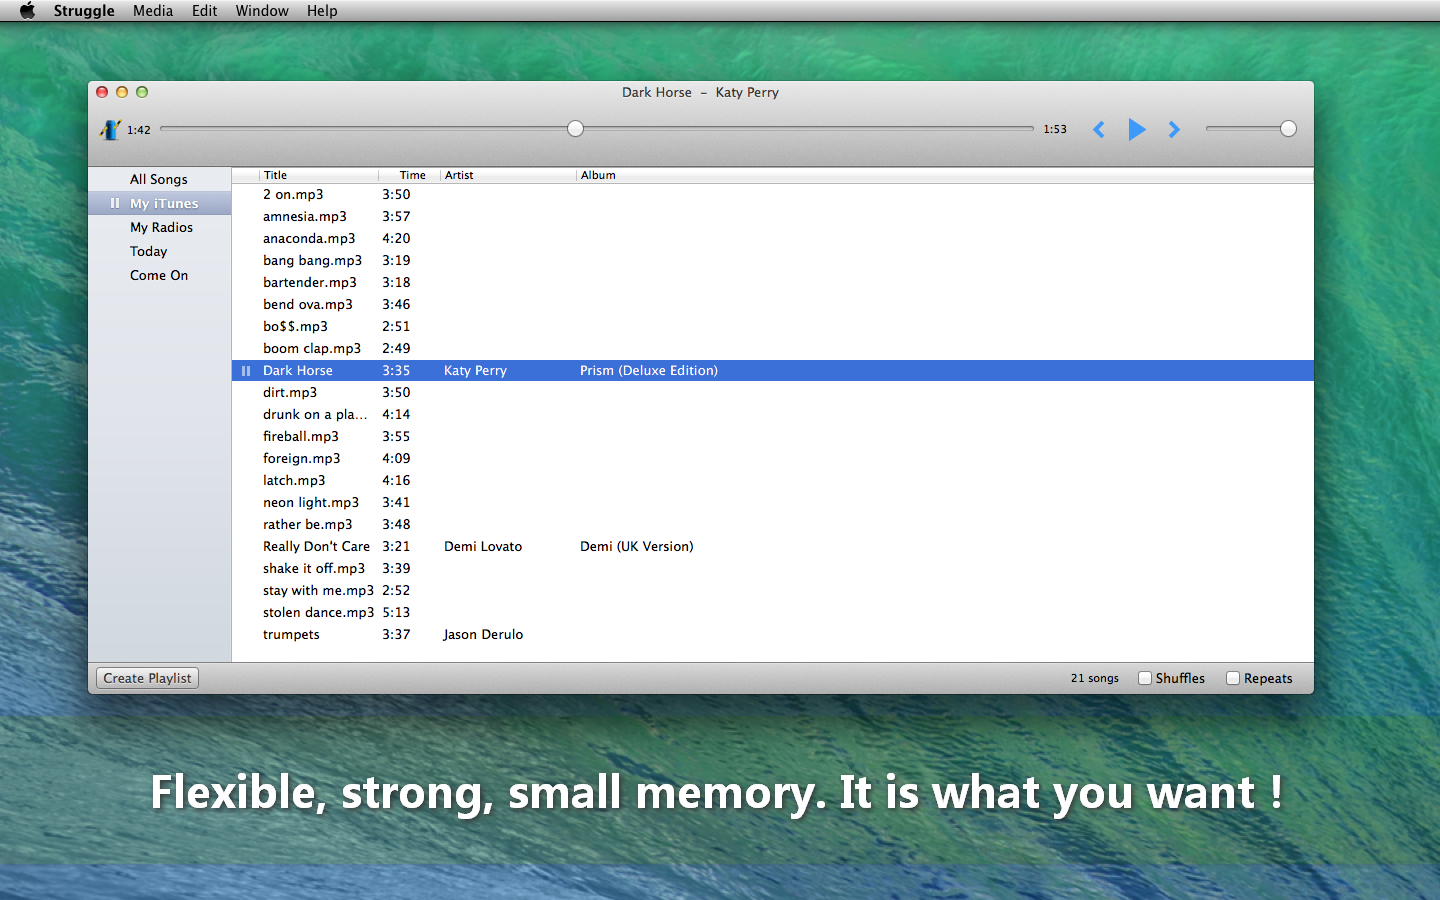 Struggle Media Edit Window Help
Dark Horse – Katy Perry
1:42 1:53
All Songs
My iTunes
My Radios
Today
Come On
Title Time Artist Album
2 on.mp3 3:50
amnesia.mp3 3:57
anaconda.mp3 4:20
bang bang.mp3 3:19
bartender.mp3 3:18
bend ova.mp3 3:46
bo$$.mp3 2:51
boom clap.mp3 2:49
Dark Horse 3:35 Katy Perry Prism (Deluxe Edition)
dirt.mp3 3:50
drunk on a pla... 4:14
fireball.mp3 3:55
foreign.mp3 4:09
latch.mp3 4:16
neon light.mp3 3:41
rather be.mp3 3:48
Really Don't Care 3:21 Demi Lovato Demi (UK Version)
shake it off.mp3 3:39
stay with me.mp3 2:52
stolen dance.mp3 5:13
trumpets 3:37 Jason Derulo
Create Playlist 21 songs Shuffles Repeats
Flexible, strong, small memory. It is what you want !